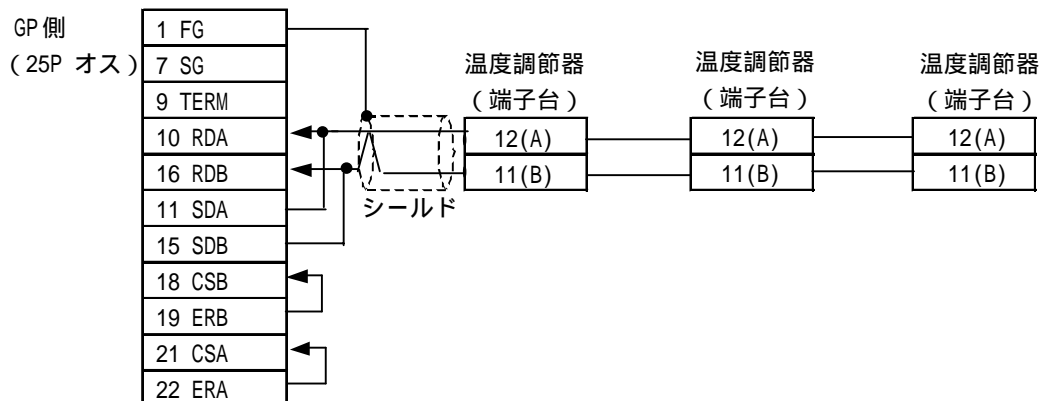 GP側
(25P オス)
1 FG
7 SG
9 TERM
10 RDA
16 RDB
11 SDA
15 SDB
18 CSB
19 ERB
21 CSA
22 ERA
シールド
温度調節器
(端子台)
12(A)
11(B)
温度調節器
(端子台)
12(A)
11(B)
温度調節器
(端子台)
12(A)
11(B)